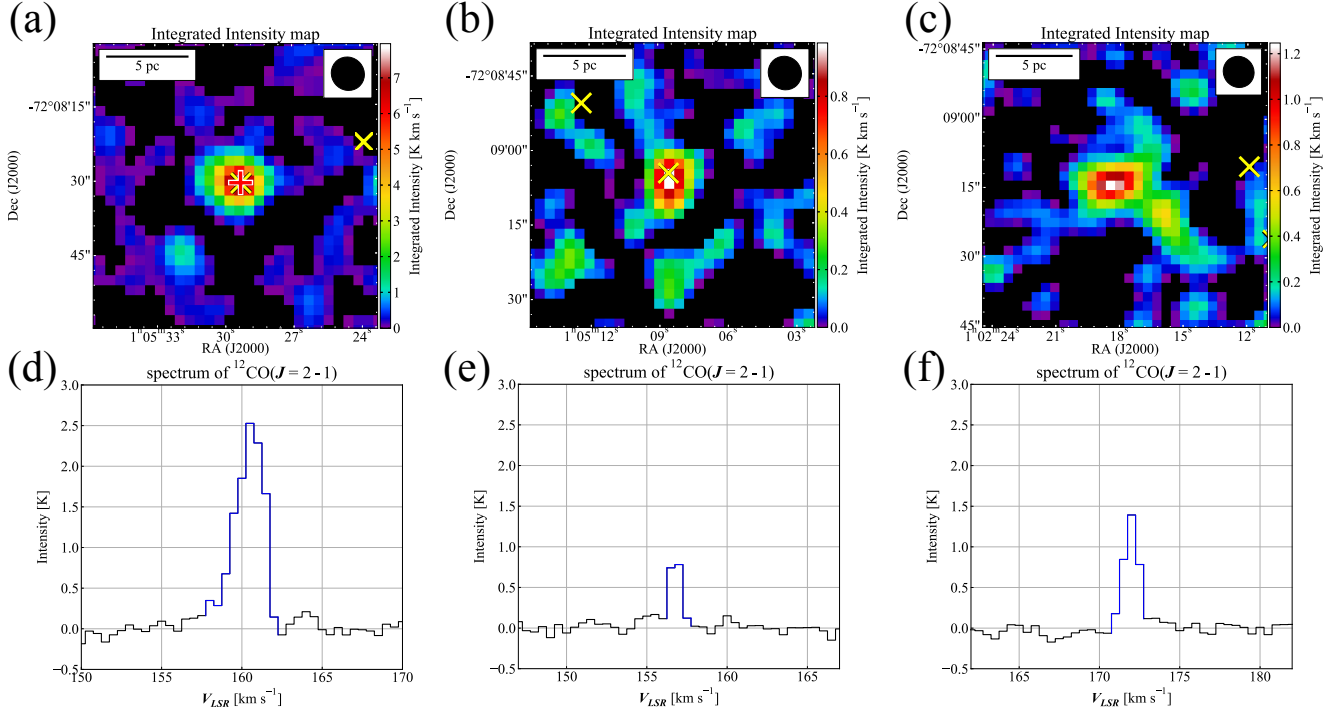 (a)
(b)
(c)
Integrated Intensity map
Integrated Intensity map
Integrated Intensity map
5 pc
5 pc
5 pc
-72°08'15"
30"
45"
Dec (J2000)
1ʰ05ᵐ33ˢ
30ˢ
27ˢ
24ˢ
RA (J2000)
7
6
5
4
3
2
1
0
Integrated Intensity [K km s⁻¹]
-72°08'45"
09'00"
15"
30"
Dec (J2000)
1ʰ05ᵐ12ˢ
09ˢ
06ˢ
03ˢ
RA (J2000)
0.8
0.6
0.4
0.2
0.0
Integrated Intensity [K km s⁻¹]
-72°08'45"
09'00"
15"
30"
45"
Dec (J2000)
1ʰ02ᵐ24ˢ
21ˢ
18ˢ
15ˢ
12ˢ
RA (J2000)
1.2
1.0
0.8
0.6
0.4
0.2
0.0
Integrated Intensity [K km s⁻¹]
(d)
(e)
(f)
spectrum of ¹²CO(J = 2 - 1)
spectrum of ¹²CO(J = 2 - 1)
spectrum of ¹²CO(J = 2 - 1)
3.0
2.5
2.0
1.5
1.0
0.5
0.0
−0.5
Intensity [K]
150
155
160
165
170
V_LSR [km s⁻¹]
3.0
2.5
2.0
1.5
1.0
0.5
0.0
−0.5
Intensity [K]
150
155
160
165
V_LSR [km s⁻¹]
3.0
2.5
2.0
1.5
1.0
0.5
0.0
−0.5
Intensity [K]
165
170
175
180
V_LSR [km s⁻¹]